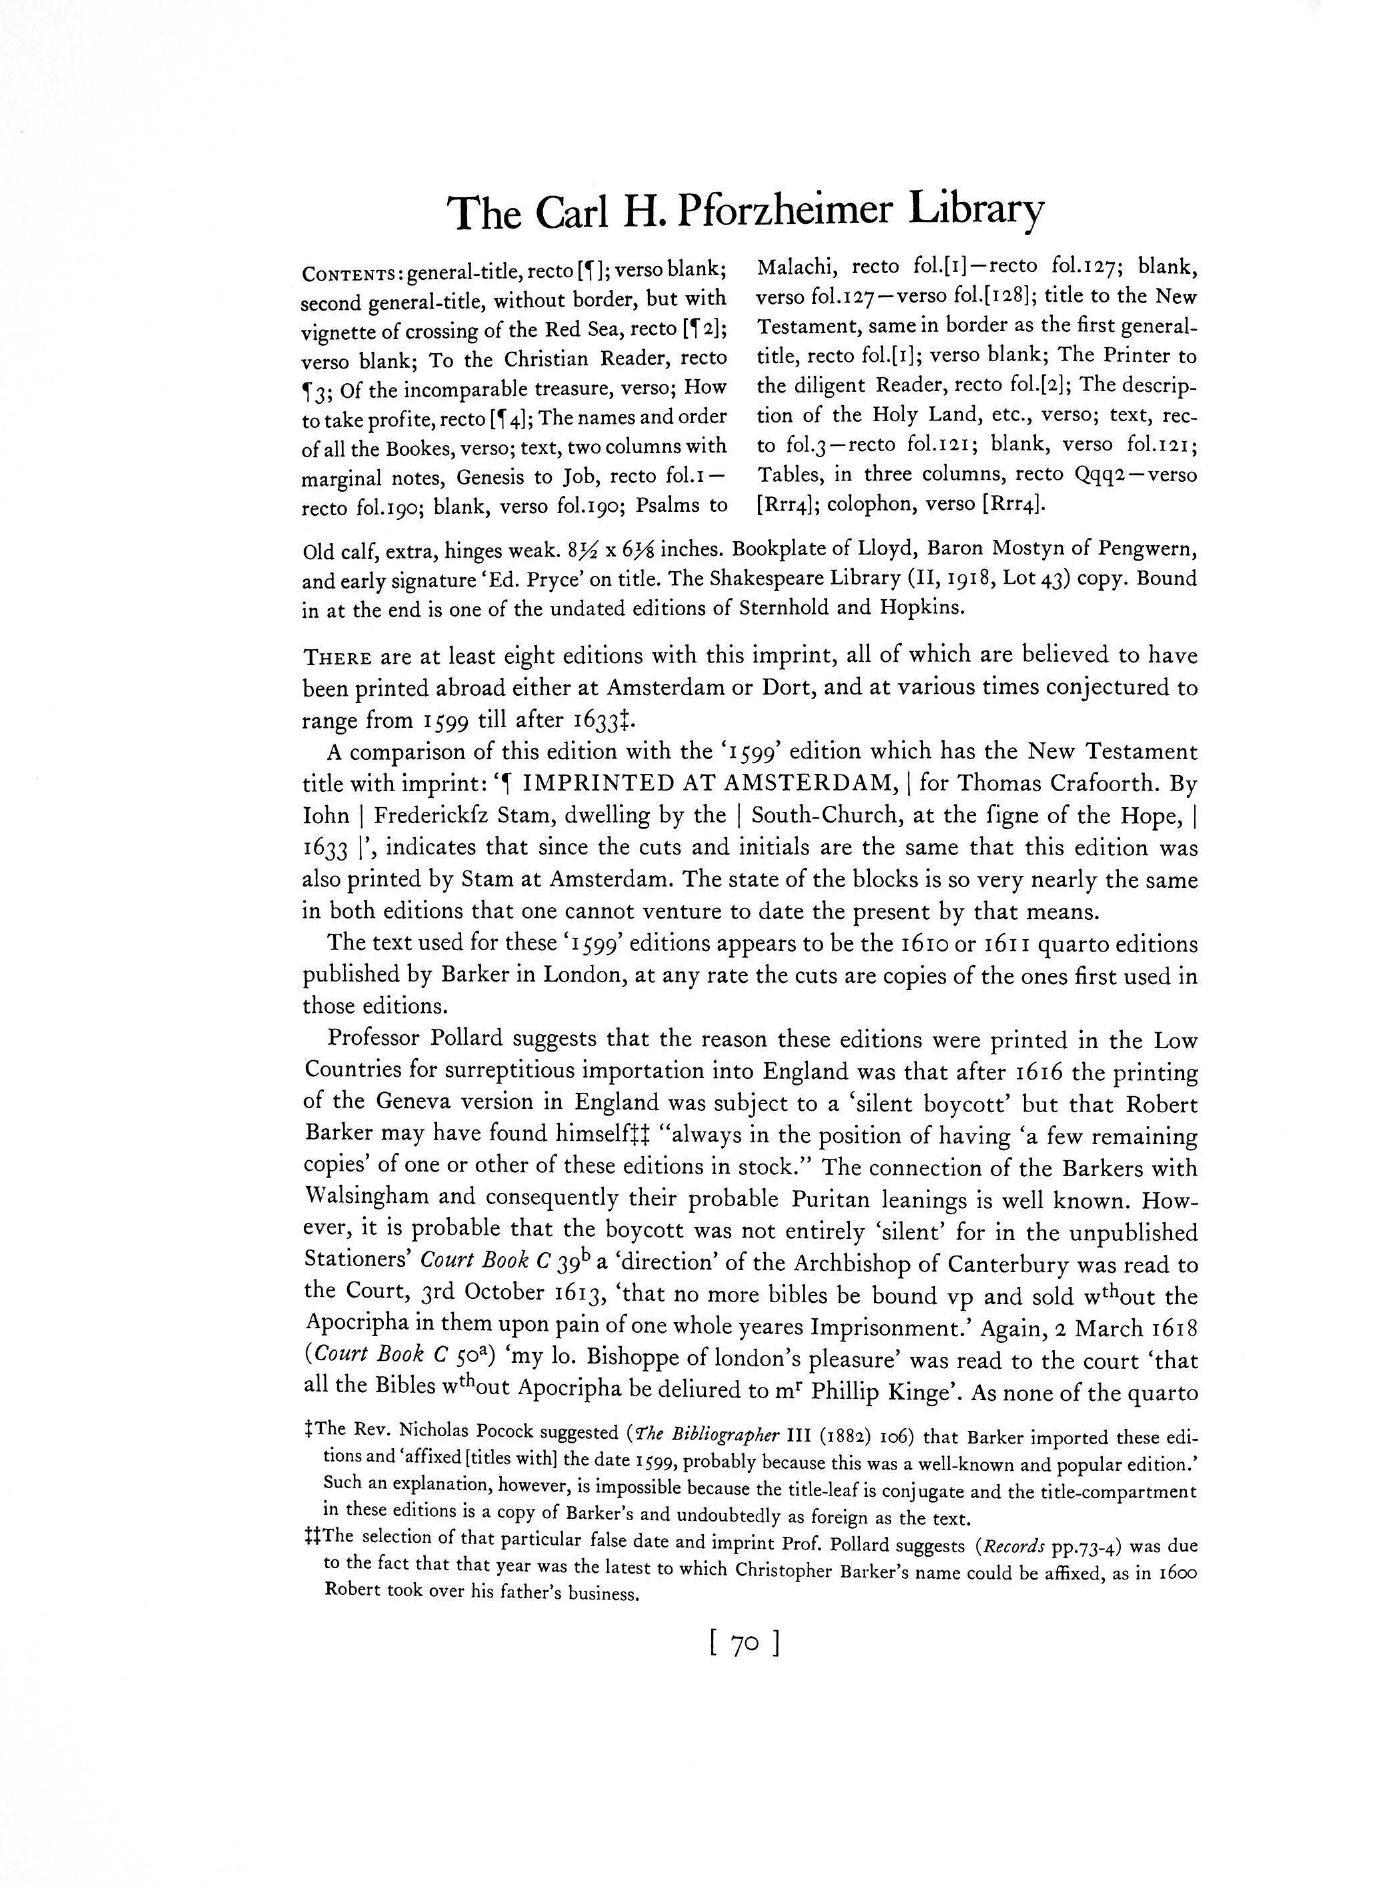 The Carl H. Pforzheimer Library
CONTENTS: general-title, recto [¶]; verso blank;
second general-title, without border, but with
vignette of crossing of the Red Sea, recto [¶2];
verso blank; To the Christian Reader, recto
¶3; Of the incomparable treasure, verso; How
to take profite, recto [¶4]; The names and order
of all the Bookes, verso; text, two columns with
marginal notes, Genesis to Job, recto fol.1—
recto fol.190; blank, verso fol.190; Psalms to
Malachi, recto fol.[1]—recto fol.127; blank,
verso fol.127—verso fol.[128]; title to the New
Testament, same in border as the first general-
title, recto fol.[1]; verso blank; The Printer to
the diligent Reader, recto fol.[2]; The descrip-
tion of the Holy Land, etc., verso; text, rec-
to fol.3—recto fol.121; blank, verso fol.121;
Tables, in three columns, recto Qqq2—verso
[Rrr4]; colophon, verso [Rrr4].
Old calf, extra, hinges weak. 8½ x 6⅛ inches. Bookplate of Lloyd, Baron Mostyn of Pengwern,
and early signature ‘Ed. Pryce’ on title. The Shakespeare Library (II, 1918, Lot 43) copy. Bound
in at the end is one of the undated editions of Sternhold and Hopkins.
THERE are at least eight editions with this imprint, all of which are believed to have
been printed abroad either at Amsterdam or Dort, and at various times conjectured to
range from 1599 till after 1633‡.
A comparison of this edition with the ‘1599’ edition which has the New Testament
title with imprint: ‘¶ IMPRINTED AT AMSTERDAM, | for Thomas Crafoorth. By
Iohn | Frederickſz Stam, dwelling by the | South-Church, at the ſigne of the Hope, |
1633 |’, indicates that since the cuts and initials are the same that this edition was
also printed by Stam at Amsterdam. The state of the blocks is so very nearly the same
in both editions that one cannot venture to date the present by that means.
The text used for these ‘1599’ editions appears to be the 1610 or 1611 quarto editions
published by Barker in London, at any rate the cuts are copies of the ones first used in
those editions.
Professor Pollard suggests that the reason these editions were printed in the Low
Countries for surreptitious importation into England was that after 1616 the printing
of the Geneva version in England was subject to a ‘silent boycott’ but that Robert
Barker may have found himself‡‡ “always in the position of having ‘a few remaining
copies’ of one or other of these editions in stock.” The connection of the Barkers with
Walsingham and consequently their probable Puritan leanings is well known. How-
ever, it is probable that the boycott was not entirely ‘silent’ for in the unpublished
Stationers’ Court Book C 39ᵇ a ‘direction’ of the Archbishop of Canterbury was read to
the Court, 3rd October 1613, ‘that no more bibles be bound vp and sold wᵗʰout the
Apocripha in them upon pain of one whole yeares Imprisonment.’ Again, 2 March 1618
(Court Book C 50ᵃ) ‘my lo. Bishoppe of london’s pleasure’ was read to the court ‘that
all the Bibles wᵗʰout Apocripha be deliured to mʳ Phillip Kinge’. As none of the quarto
‡The Rev. Nicholas Pocock suggested (The Bibliographer III (1882) 106) that Barker imported these edi-
tions and ‘affixed [titles with] the date 1599, probably because this was a well-known and popular edition.’
Such an explanation, however, is impossible because the title-leaf is conjugate and the title-compartment
in these editions is a copy of Barker’s and undoubtedly as foreign as the text.
‡‡The selection of that particular false date and imprint Prof. Pollard suggests (Records pp.73-4) was due
to the fact that that year was the latest to which Christopher Barker’s name could be affixed, as in 1600
Robert took over his father’s business.
[ 70 ]